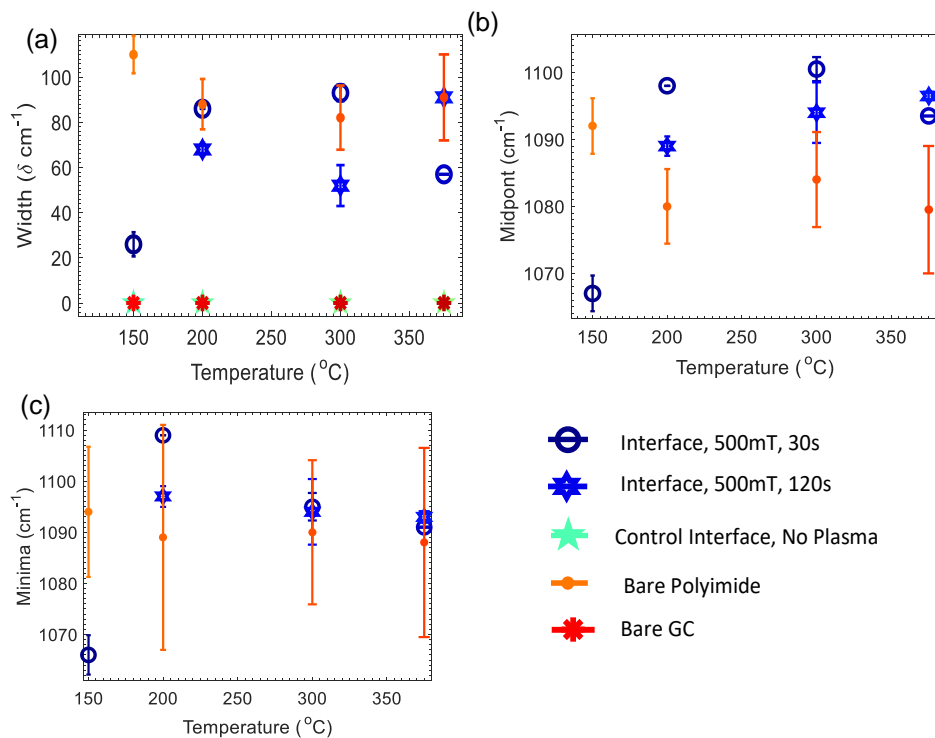 (a)
100
80
60
40
20
0
Width (δ cm⁻¹)
150 200 250 300 350
Temperature (°C)
(b)
1100
1090
1080
1070
Midpont (cm⁻¹)
150 200 250 300 350
Temperature (°C)
(c)
1110
1100
1090
1080
1070
Minima (cm⁻¹)
150 200 250 300 350
Temperature (°C)
Interface, 500mT, 30s
Interface, 500mT, 120s
Control Interface, No Plasma
Bare Polyimide
Bare GC